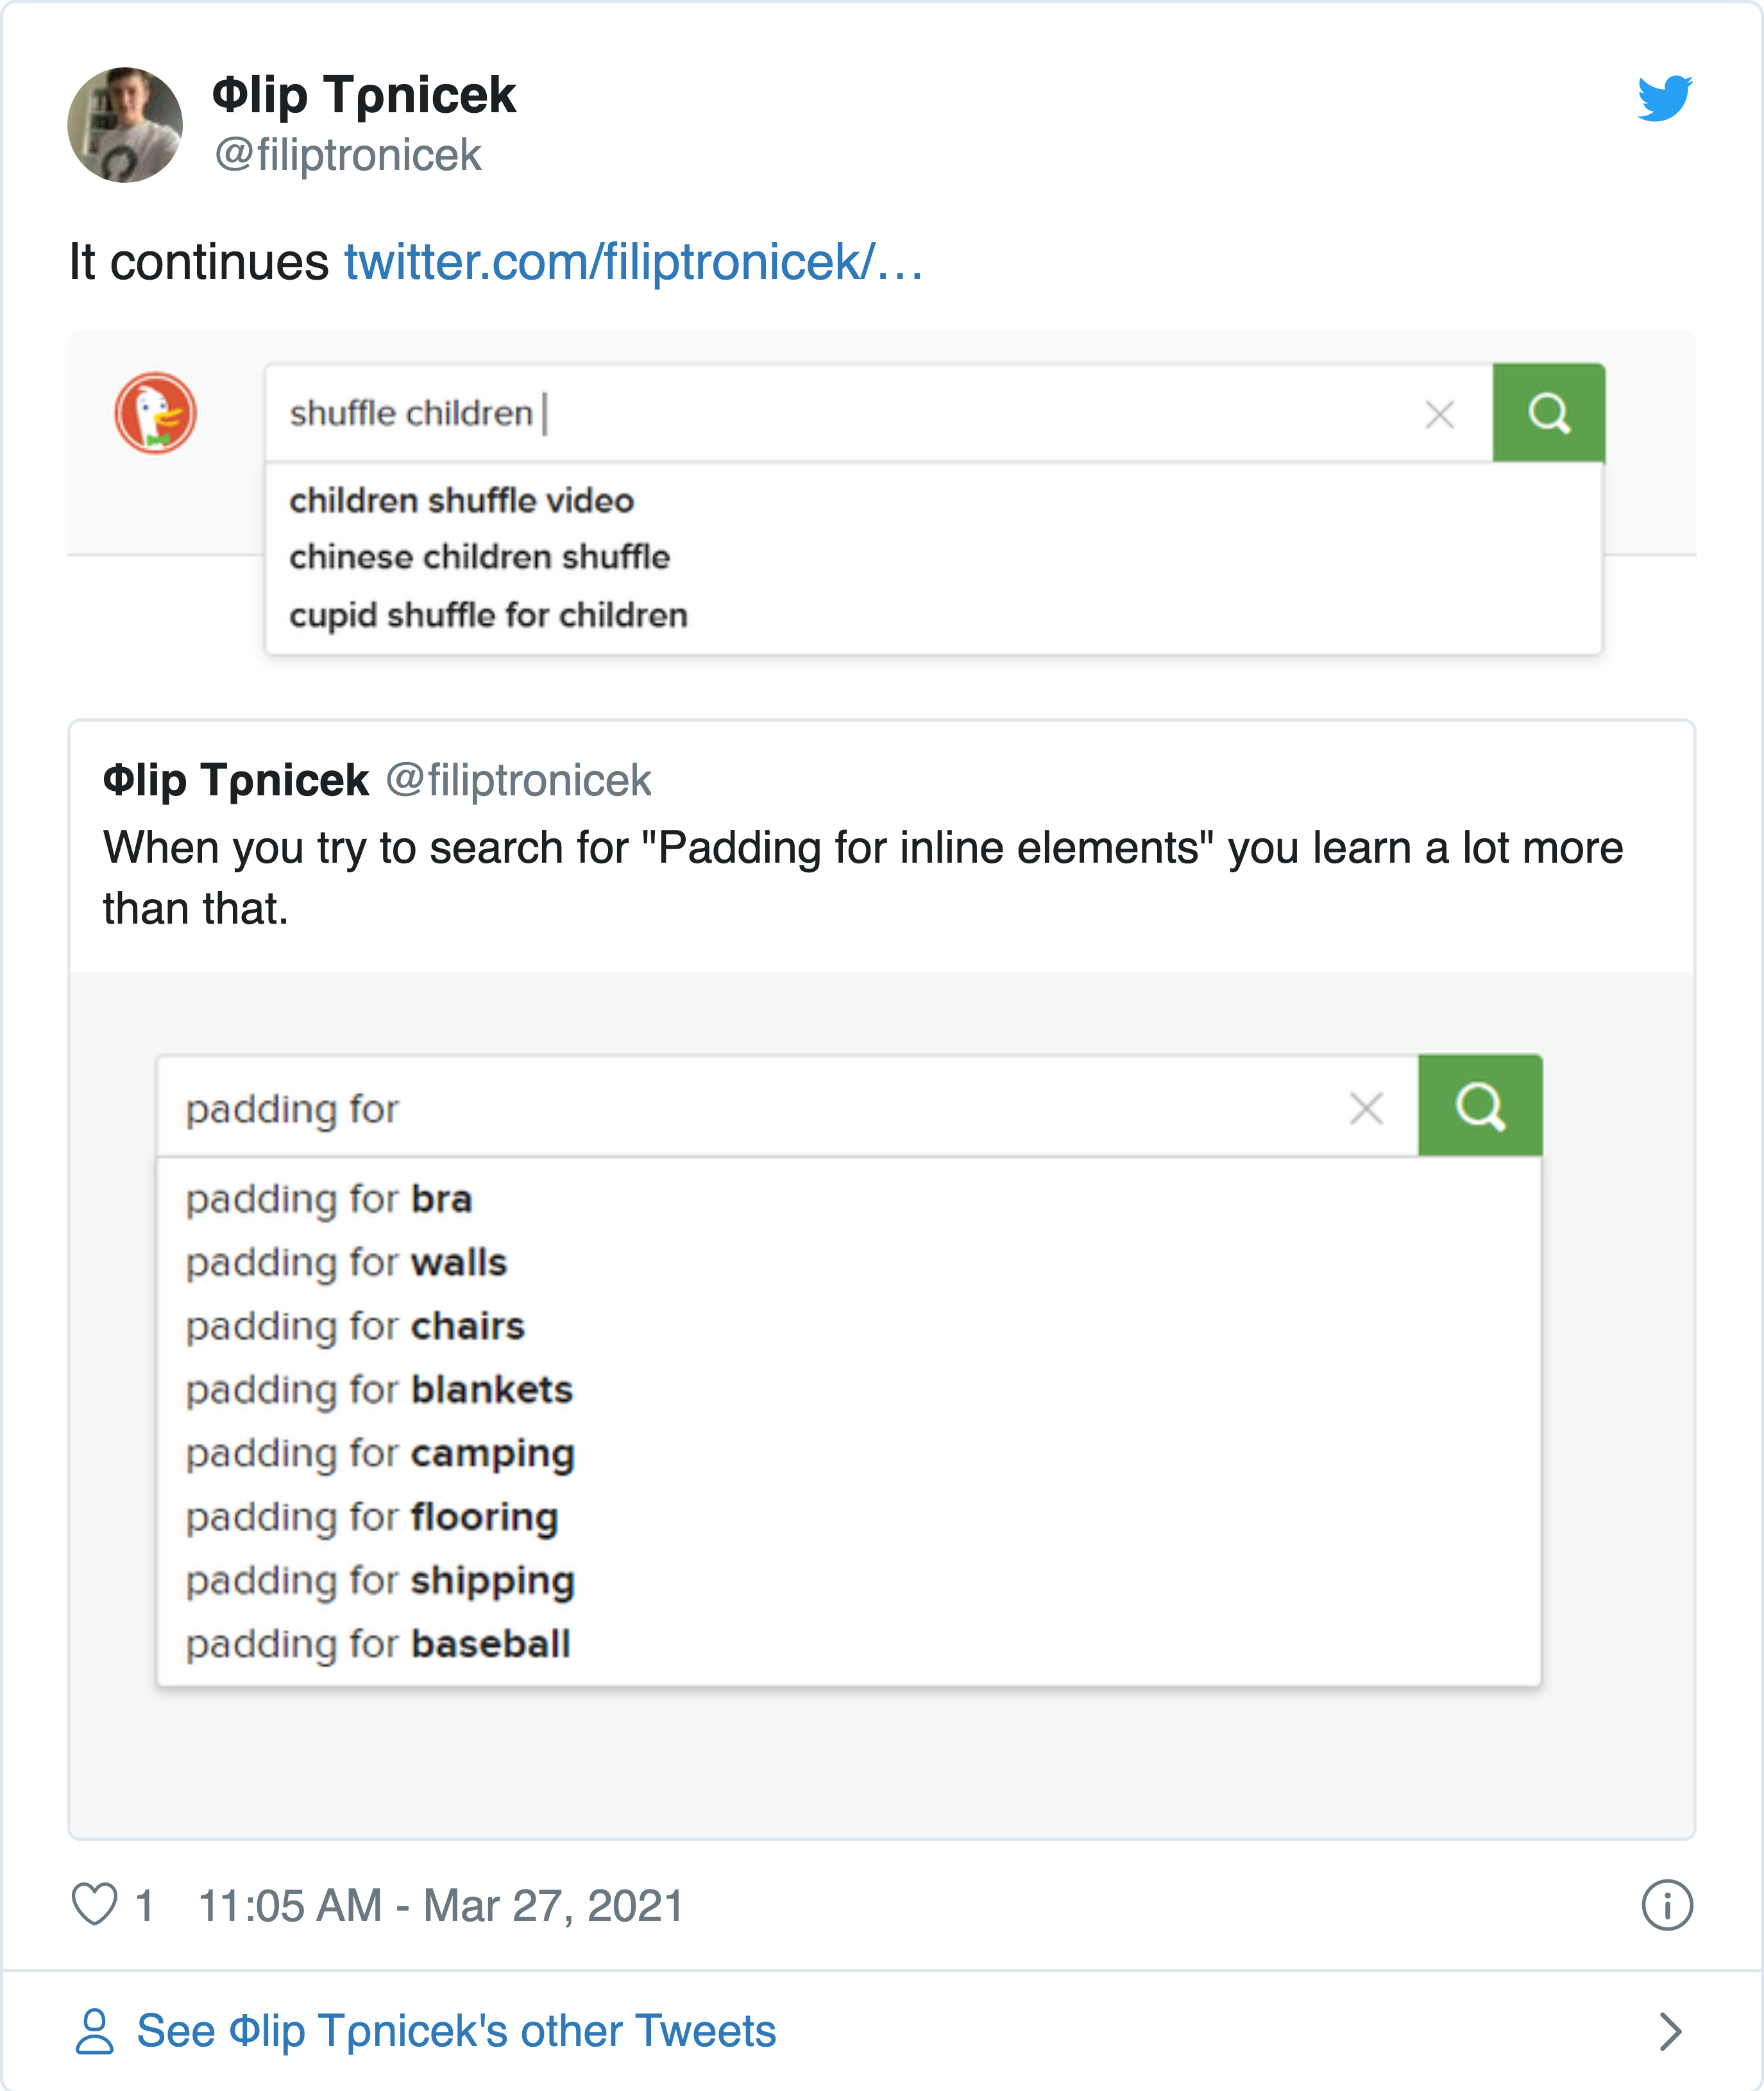 Φlip Tρnicek
@filiptronicek
It continues twitter.com/filiptronicek/…
shuffle children
children shuffle video
chinese children shuffle
cupid shuffle for children
Φlip Tρnicek @filiptronicek
When you try to search for "Padding for inline elements" you learn a lot more
than that.
padding for
padding for bra
padding for walls
padding for chairs
padding for blankets
padding for camping
padding for flooring
padding for shipping
padding for baseball
1 11:05 AM - Mar 27, 2021
See Φlip Tρnicek's other Tweets